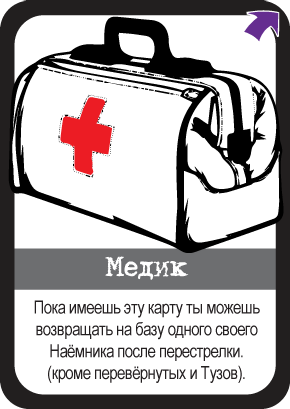 Медик
Пока имеешь эту карту ты можешь
возвращать на базу одного своего
Наёмника после перестрелки.
(кроме перевёрнутых и Тузов).